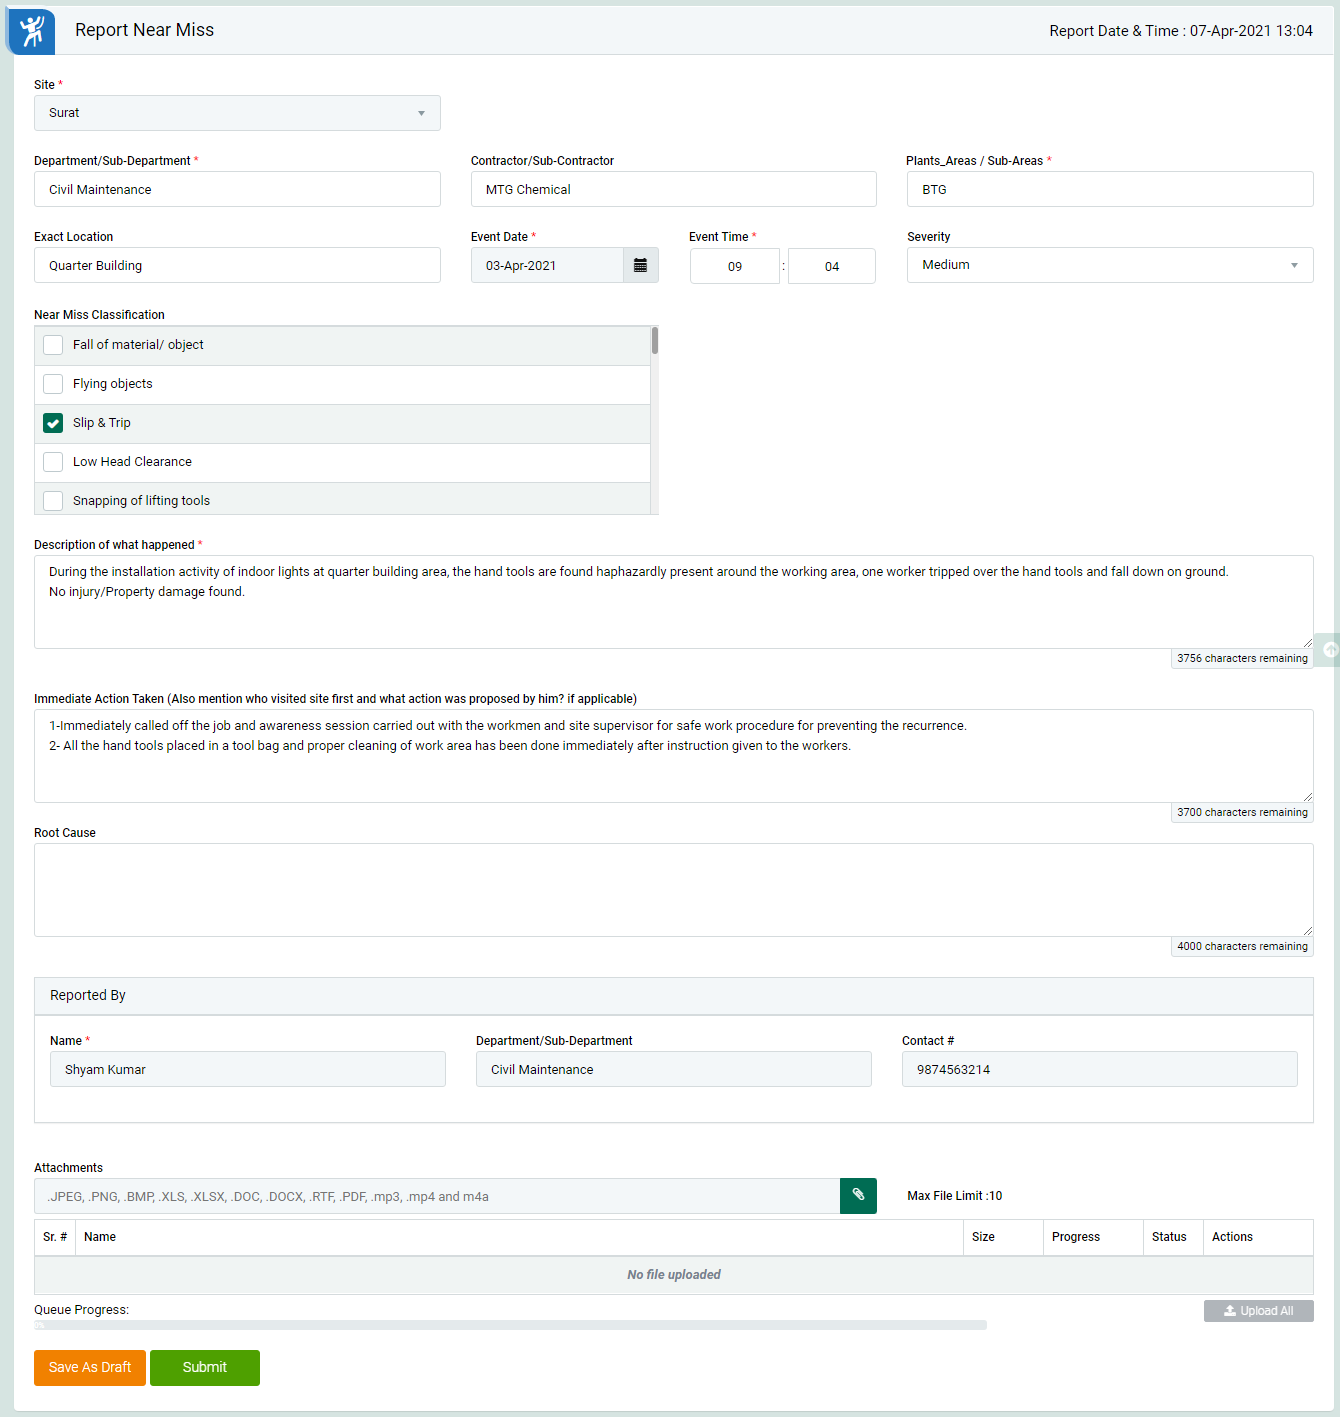 Report Near Miss
Report Date & Time : 07-Apr-2021 13:04
Site *
Surat
Department/Sub-Department *
Contractor/Sub-Contractor
Plants_Areas / Sub-Areas *
Civil Maintenance
MTG Chemical
BTG
Exact Location
Event Date *
Event Time *
Severity
Quarter Building
03-Apr-2021
09 : 04
Medium
Near Miss Classification
Fall of material/ object
Flying objects
Slip & Trip
Low Head Clearance
Snapping of lifting tools
Description of what happened *
During the installation activity of indoor lights at quarter building area, the hand tools are found haphazardly present around the working area, one worker tripped over the hand tools and fall down on ground.
No injury/Property damage found.
3756 characters remaining
Immediate Action Taken (Also mention who visited site first and what action was proposed by him? if applicable)
1-Immediately called off the job and awareness session carried out with the workmen and site supervisor for safe work procedure for preventing the recurrence.
2- All the hand tools placed in a tool bag and proper cleaning of work area has been done immediately after instruction given to the workers.
3700 characters remaining
Root Cause
4000 characters remaining
Reported By
Name *
Department/Sub-Department
Contact #
Shyam Kumar
Civil Maintenance
9874563214
Attachments
.JPEG, .PNG, .BMP, .XLS, .XLSX, .DOC, .DOCX, .RTF, .PDF, .mp3, .mp4 and m4a
Max File Limit :10
Sr. #
Name
Size
Progress
Status
Actions
No file uploaded
Queue Progress:
0%
Upload All
Save As Draft
Submit